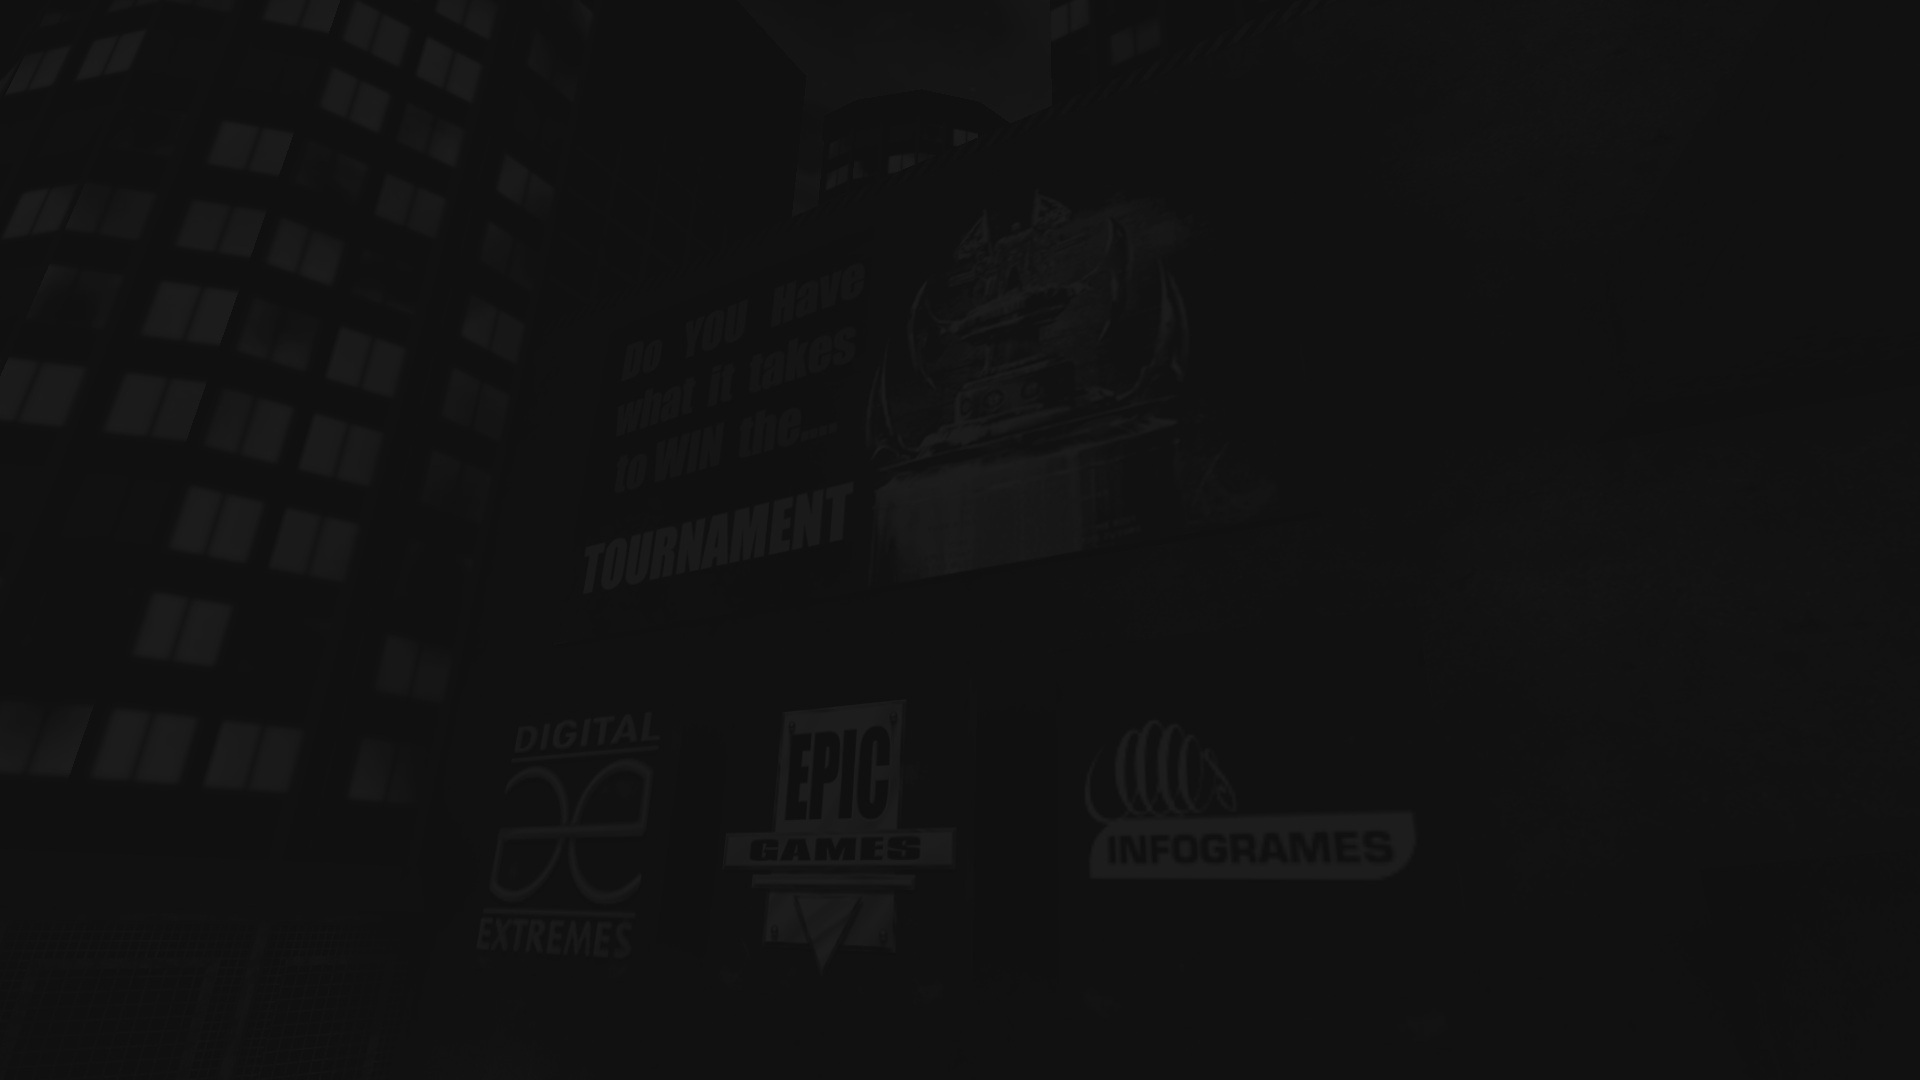 Do YOU Have
what it takes
to WIN the....
TOURNAMENT
DIGITAL
EXTREMES
EPIC
GAMES
INFOGRAMES